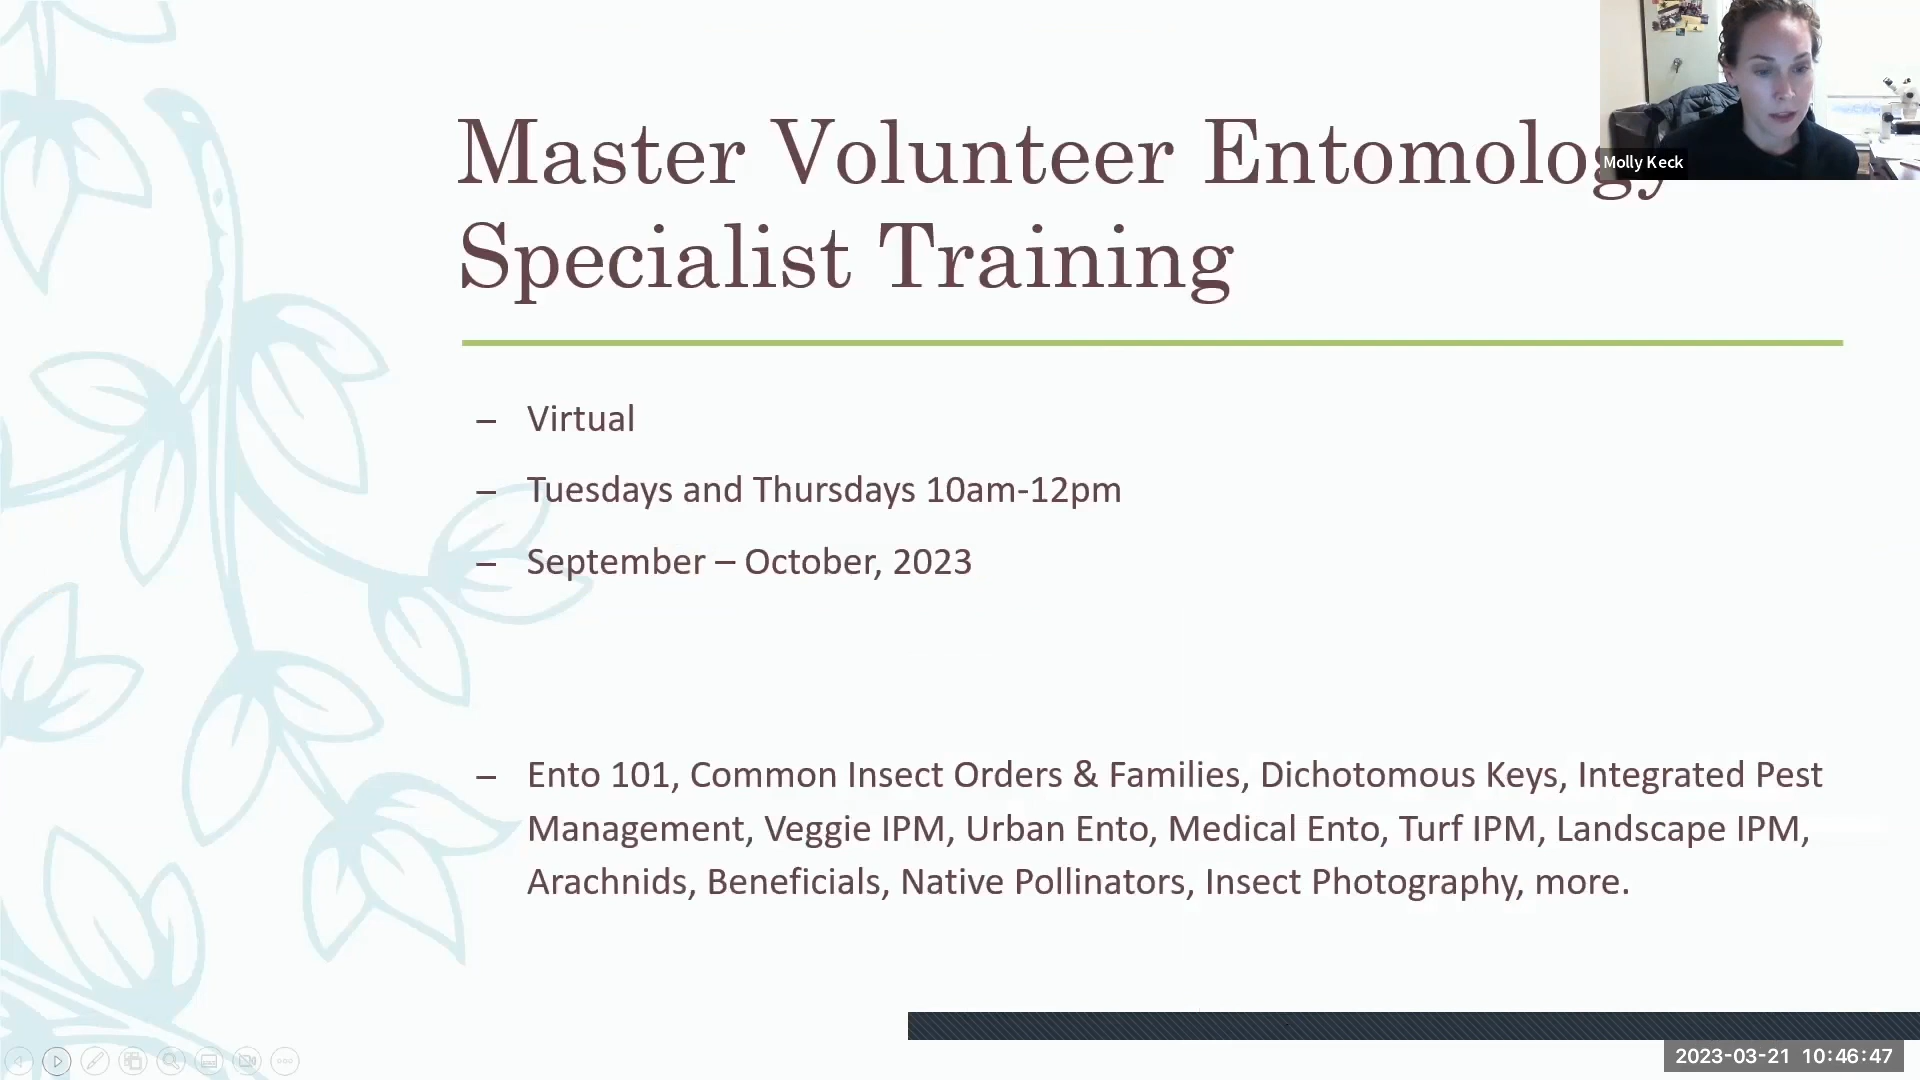 Master Volunteer Entomology
Molly Keck
Specialist Training
– Virtual
– Tuesdays and Thursdays 10am-12pm
– September – October, 2023
– Ento 101, Common Insect Orders & Families, Dichotomous Keys, Integrated Pest
Management, Veggie IPM, Urban Ento, Medical Ento, Turf IPM, Landscape IPM,
Arachnids, Beneficials, Native Pollinators, Insect Photography, more.
2023-03-21 10:46:47